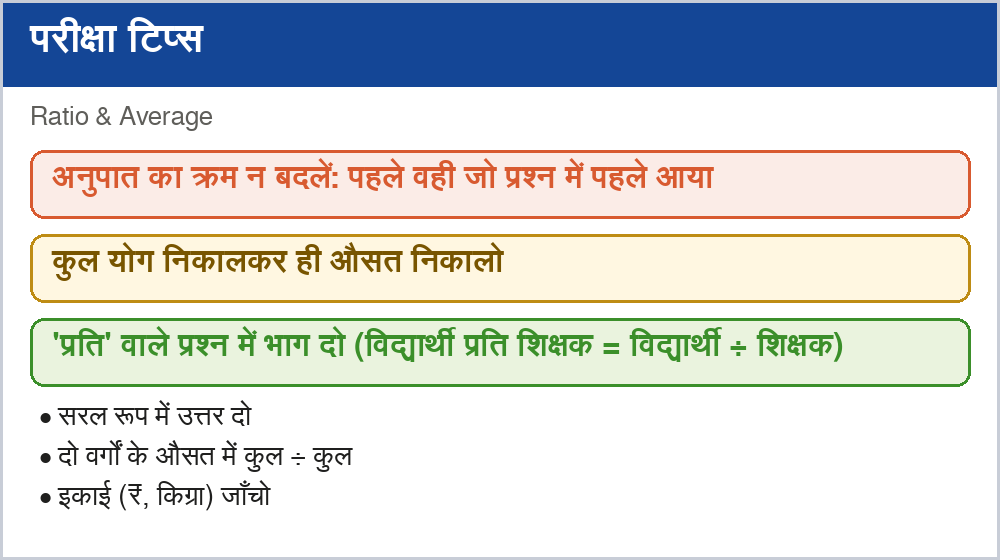 परीक्षा टिप्स
Ratio & Average
अनुपात का क्रम न बदलें: पहले वही जो प्रश्न में पहले आया
कुल योग निकालकर ही औसत निकालो
'प्रति' वाले प्रश्न में भाग दो (विद्यार्थी प्रति शिक्षक = विद्यार्थी ÷ शिक्षक)
• सरल रूप में उत्तर दो
• दो वर्गों के औसत में कुल ÷ कुल
• इकाई (₹, किग्रा) जाँचो